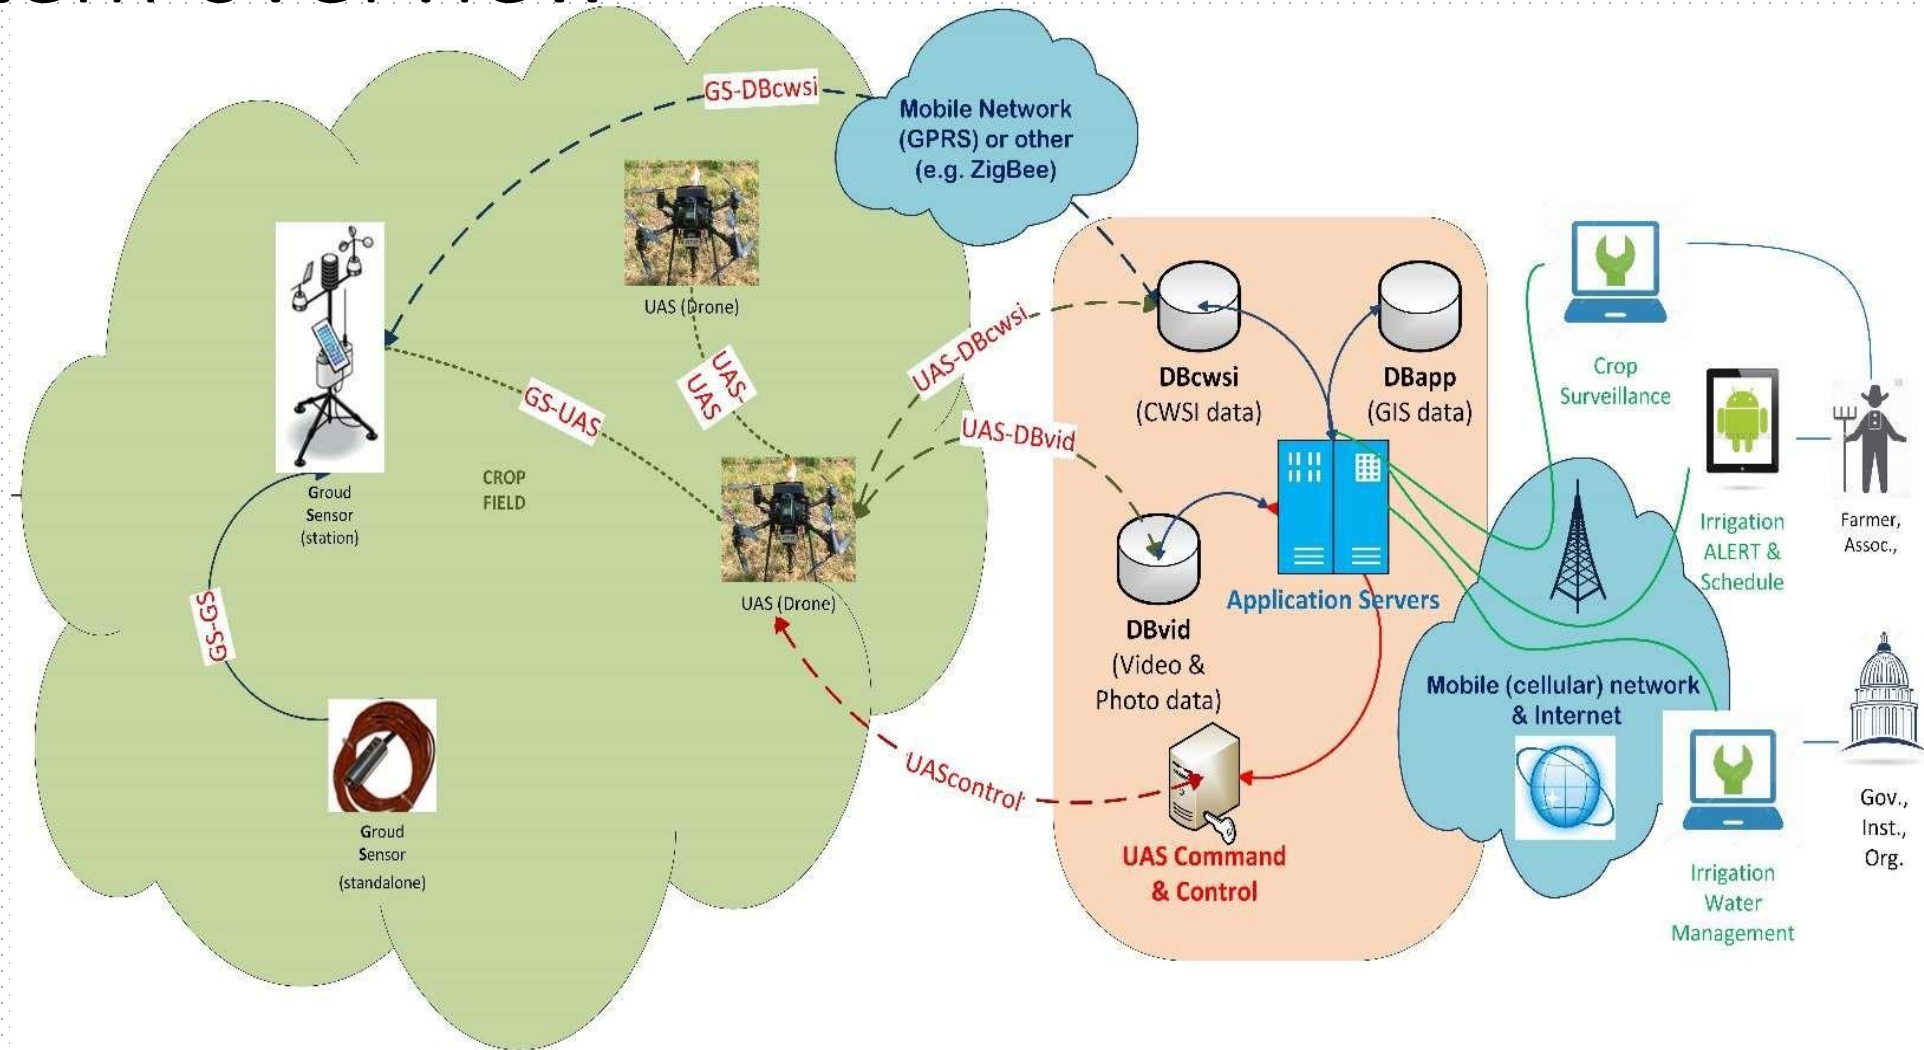 GS-DBcwsi
Mobile Network
(GPRS) or other
(e.g. ZigBee)
UAS (Drone)
UAS-DBcwsi
UAS-
UAS
GS-UAS
UAS-DBvid
CROP
FIELD
Groud
Sensor
(station)
UAS (Drone)
GS-GS
Groud
Sensor
(standalone)
UAScontrol
DBcwsi
(CWSI data)
DBapp
(GIS data)
Application Servers
DBvid
(Video &
Photo data)
UAS Command
& Control
Crop
Surveillance
Irrigation
ALERT &
Schedule
Farmer,
Assoc.,
Mobile (cellular) network
& Internet
Irrigation
Water
Management
Gov.,
Inst.,
Org.